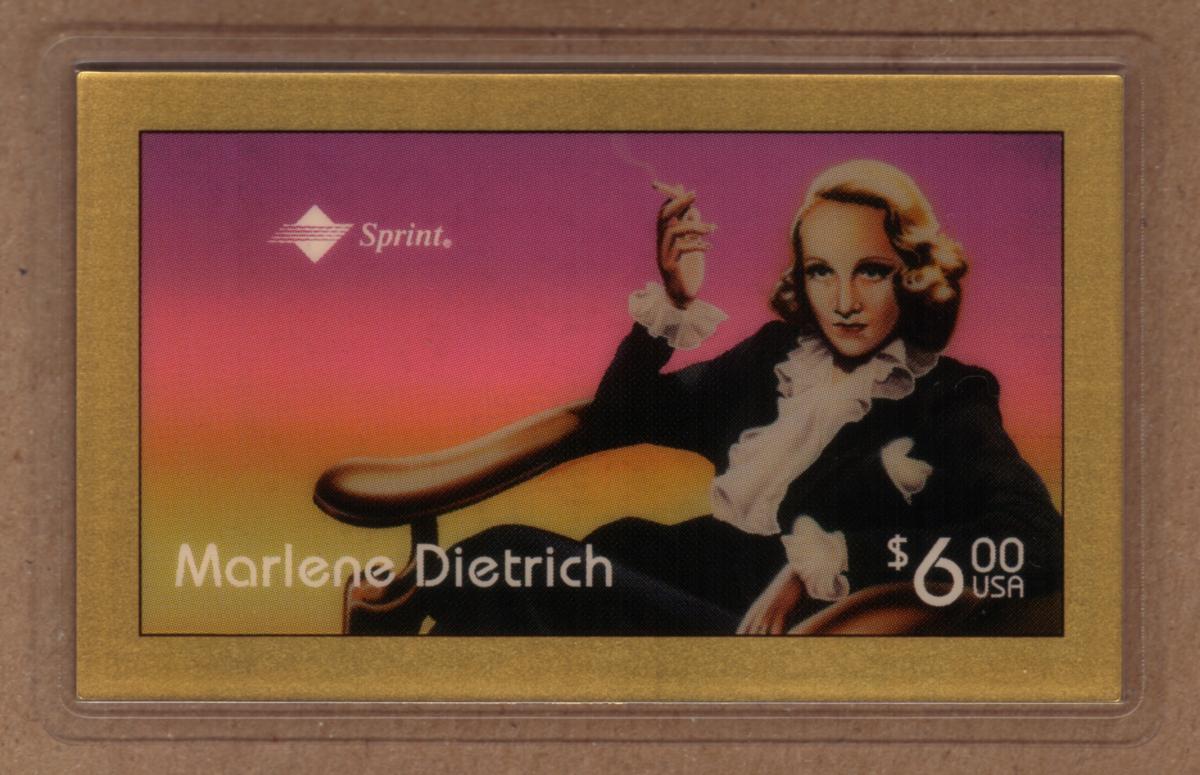 Sprint®
Marlene Dietrich
$6.00
USA